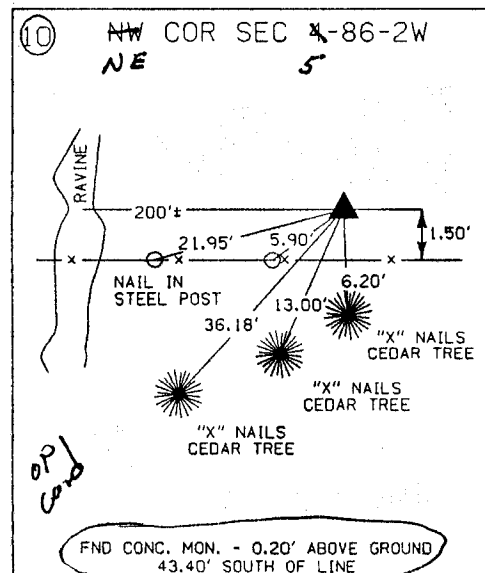 10 NW COR SEC 4-86-2W
NE 5
RAVINE
200'±
21.95'
5.90'
1.50'
NAIL IN
STEEL POST
6.20'
13.00'
36.18'
"X" NAILS
CEDAR TREE
"X" NAILS
CEDAR TREE
"X" NAILS
CEDAR TREE
OP
Card
FND CONC. MON. - 0.20' ABOVE GROUND
43.40' SOUTH OF LINE